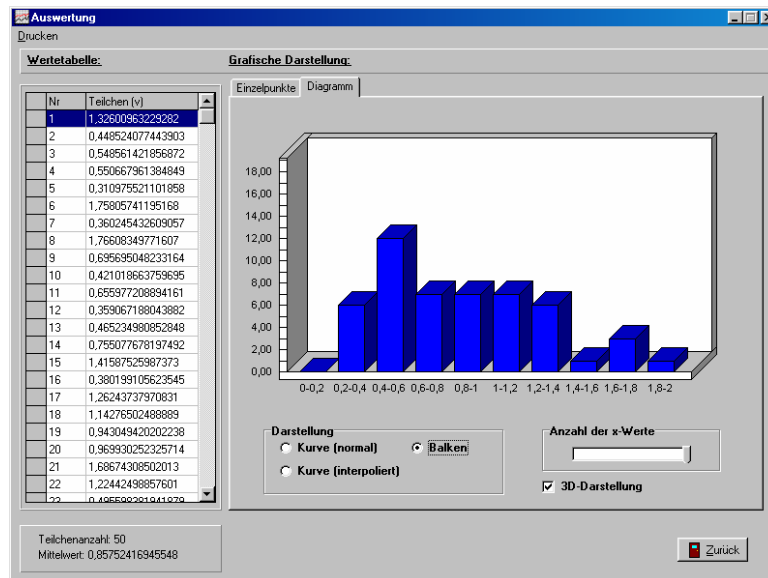 Auswertung
Drucken
Wertetabelle:
Grafische Darstellung:
Nr Teilchen (v)
1 1,32600963229282
2 0,448524077443903
3 0,548561421856872
4 0,550667961384849
5 0,310975521101858
6 1,75805741195168
7 0,360245432609057
8 1,76608349771607
9 0,695695048233164
10 0,421018663759695
11 0,655977208894161
12 0,359067188043882
13 0,465234980852848
14 0,755077678197492
15 1,41587525987373
16 0,380199105623545
17 1,26243737970831
18 1,14276502488889
19 0,943049420202238
20 0,969930252325714
21 1,68674308502013
22 1,22442498857601
23 0,495598381941879
Einzelpunkte Diagramm
18,00
16,00
14,00
12,00
10,00
8,00
6,00
4,00
2,00
0,00
0-0,2 0,2-0,4 0,4-0,6 0,6-0,8 0,8-1 1-1,2 1,2-1,4 1,4-1,6 1,6-1,8 1,8-2
Darstellung
Kurve (normal) Balken
Kurve (interpoliert)
Anzahl der x-Werte
3D-Darstellung
Teilchenanzahl: 50
Mittelwert: 0,85752416945548
Zurück